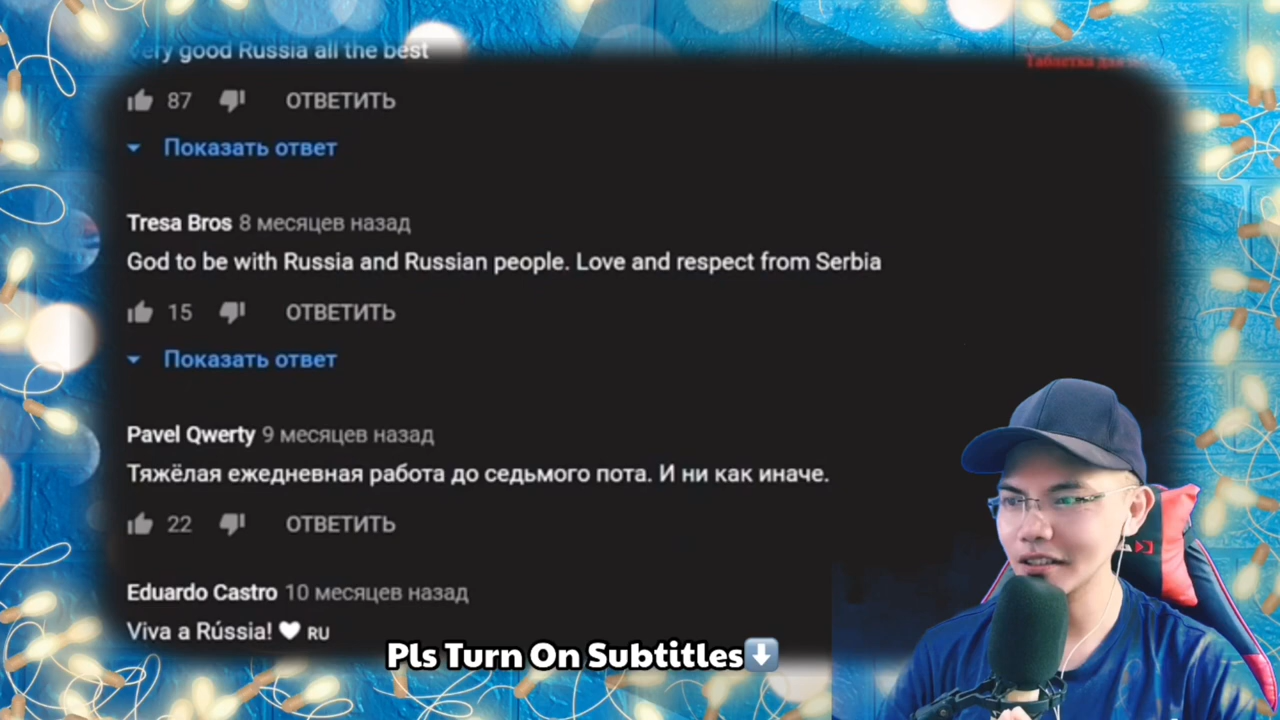 very good Russia all the best
Таблетка для
87 ОТВЕТИТЬ
Показать ответ
Tresa Bros 8 месяцев назад
God to be with Russia and Russian people. Love and respect from Serbia
15 ОТВЕТИТЬ
Показать ответ
Pavel Qwerty 9 месяцев назад
Тяжёлая ежедневная работа до седьмого пота. И ни как иначе.
22 ОТВЕТИТЬ
Eduardo Castro 10 месяцев назад
Viva a Rússia! 🤍 RU
Pls Turn On Subtitles⬇️